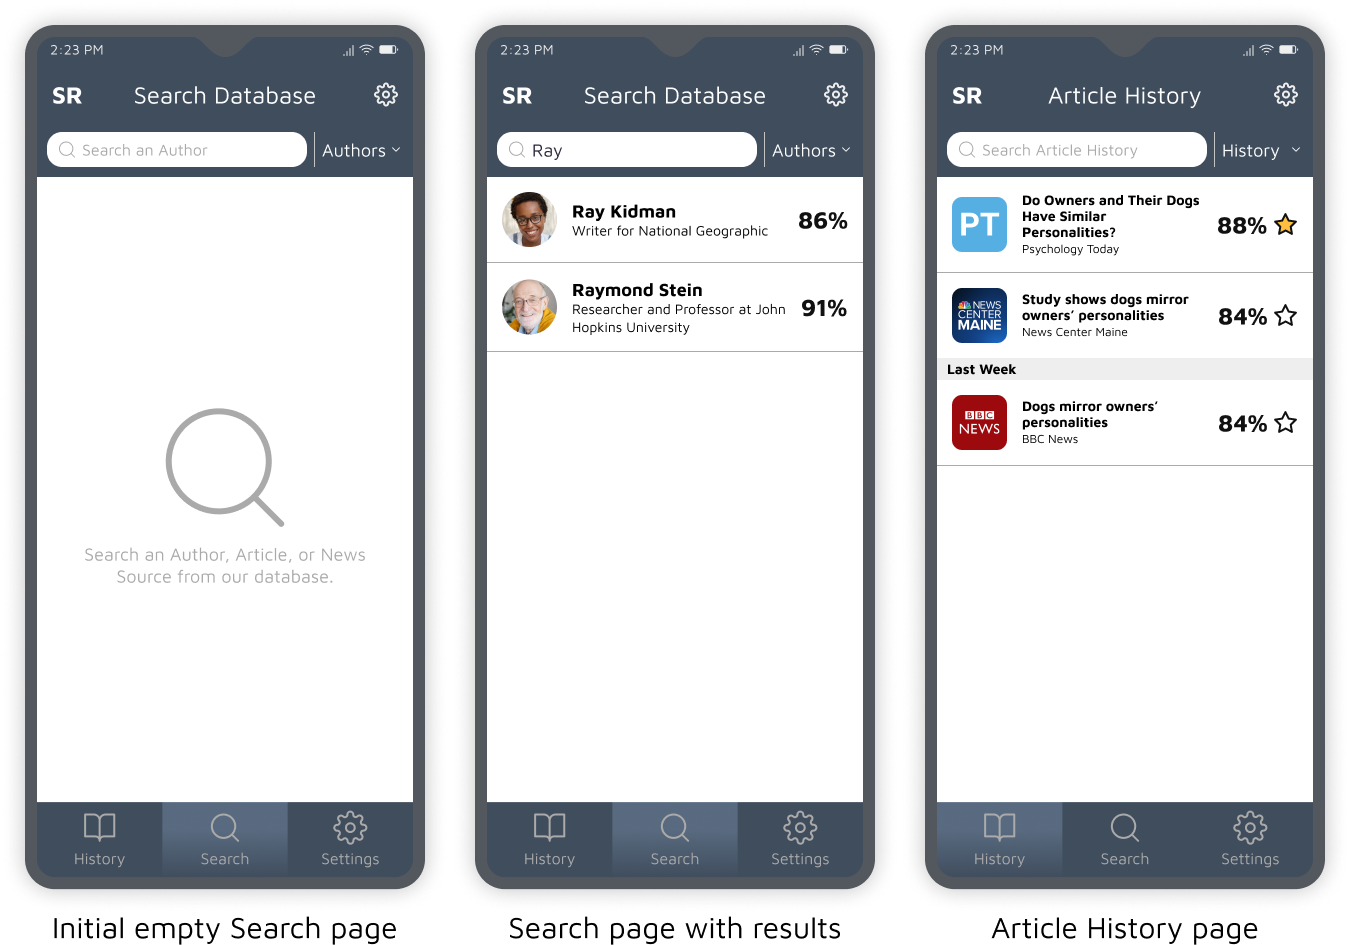 2:23 PM
SR
Search Database
Search an Author
Authors
Search an Author, Article, or News
Source from our database.
History
Search
Settings
Initial empty Search page
2:23 PM
SR
Search Database
Ray
Authors
Ray Kidman
Writer for National Geographic
86%
Raymond Stein
Researcher and Professor at John
Hopkins University
91%
History
Search
Settings
Search page with results
2:23 PM
SR
Article History
Search Article History
History
PT
Do Owners and Their Dogs
Have Similar
Personalities?
Psychology Today
88%
NEWS
CENTER
MAINE
Study shows dogs mirror
owners’ personalities
News Center Maine
84%
Last Week
BBC
NEWS
Dogs mirror owners’
personalities
BBC News
84%
History
Search
Settings
Article History page